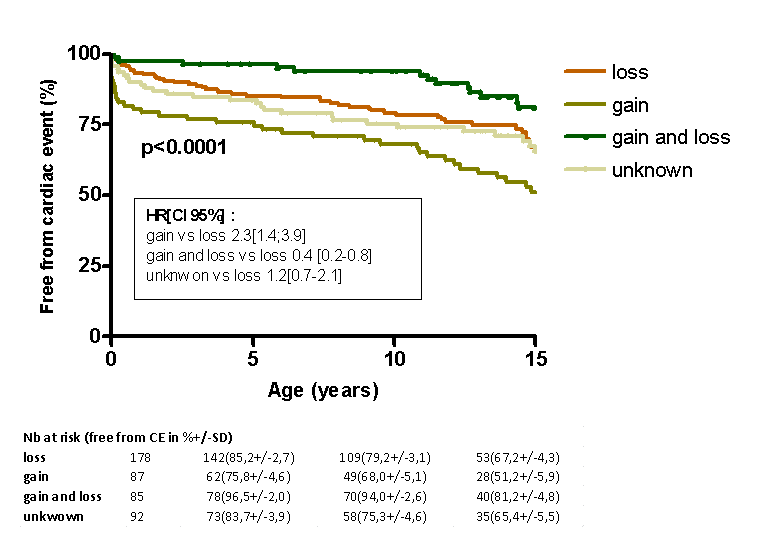 100
75
50
25
0
Free from cardiac event (%)
p<0.0001
HR[CI 95%] :
gain vs loss 2.3[1.4;3.9]
gain and loss vs loss 0.4 [0.2-0.8]
unknwon vs loss 1.2[0.7-2.1]
0 5 10 15
Age (years)
loss
gain
gain and loss
unknown
Nb at risk (free from CE in %+/-SD)
loss 178 142(85,2+/-2,7) 109(79,2+/-3,1) 53(67,2+/-4,3)
gain 87 62(75,8+/-4,6) 49(68,0+/-5,1) 28(51,2+/-5,9)
gain and loss 85 78(96,5+/-2,0) 70(94,0+/-2,6) 40(81,2+/-4,8)
unkwown 92 73(83,7+/-3,9) 58(75,3+/-4,6) 35(65,4+/-5,5)